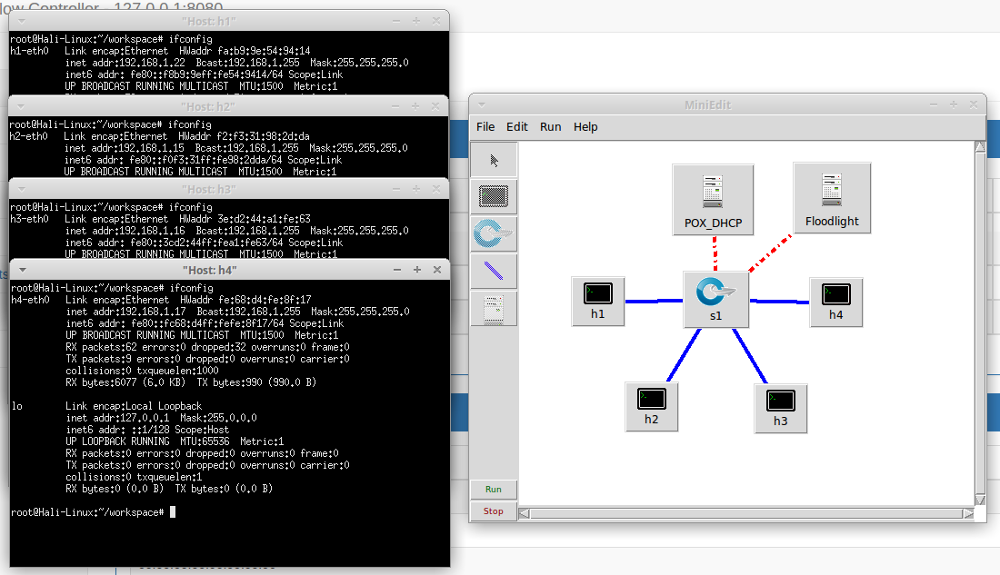 low Controller - 127.0.0.1:8080
"Host: h1"
root@Hali-Linux:~/workspace# ifconfig
h1-eth0   Link encap:Ethernet  HWaddr fa:b9:9e:54:94:14
inet addr:192.168.1.22  Bcast:192.168.1.255  Mask:255.255.255.0
inet6 addr: fe80::f8b9:9eff:fe54:9414/64 Scope:Link
UP BROADCAST RUNNING MULTICAST  MTU:1500  Metric:1
"Host: h2"
root@Hali-Linux:~/workspace# ifconfig
h2-eth0   Link encap:Ethernet  HWaddr f2:f3:31:98:2d:da
inet addr:192.168.1.15  Bcast:192.168.1.255  Mask:255.255.255.0
inet6 addr: fe80::f0f3:31ff:fe98:2dda/64 Scope:Link
UP BROADCAST RUNNING MULTICAST  MTU:1500  Metric:1
"Host: h3"
root@Hali-Linux:~/workspace# ifconfig
h3-eth0   Link encap:Ethernet  HWaddr 3e:d2:44:a1:fe:63
inet addr:192.168.1.16  Bcast:192.168.1.255  Mask:255.255.255.0
inet6 addr: fe80::3cd2:44ff:fea1:fe63/64 Scope:Link
UP BROADCAST RUNNING MULTICAST  MTU:1500  Metric:1
"Host: h4"
root@Hali-Linux:~/workspace# ifconfig
h4-eth0   Link encap:Ethernet  HWaddr fe:68:d4:fe:8f:17
inet addr:192.168.1.17  Bcast:192.168.1.255  Mask:255.255.255.0
inet6 addr: fe80::fc68:d4ff:fefe:8f17/64 Scope:Link
UP BROADCAST RUNNING MULTICAST  MTU:1500  Metric:1
RX packets:62 errors:0 dropped:32 overruns:0 frame:0
TX packets:9 errors:0 dropped:0 overruns:0 carrier:0
collisions:0 txqueuelen:1000
RX bytes:6077 (6.0 KB)  TX bytes:990 (990.0 B)
lo        Link encap:Local Loopback
inet addr:127.0.0.1  Mask:255.0.0.0
inet6 addr: ::1/128 Scope:Host
UP LOOPBACK RUNNING  MTU:65536  Metric:1
RX packets:0 errors:0 dropped:0 overruns:0 frame:0
TX packets:0 errors:0 dropped:0 overruns:0 carrier:0
collisions:0 txqueuelen:1
RX bytes:0 (0.0 B)  TX bytes:0 (0.0 B)
root@Hali-Linux:~/workspace#
MiniEdit
File Edit Run Help
POX_DHCP
Floodlight
h1
s1
h4
h2
h3
Run
Stop